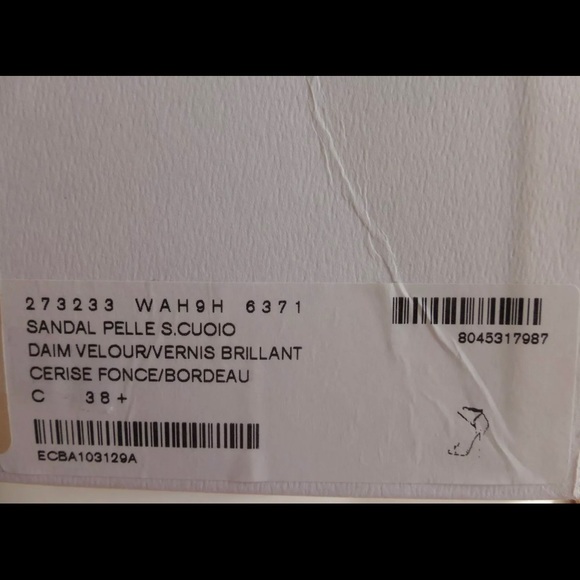 273233 WAH9H 6371
SANDAL PELLE S.CUOIO
DAIM VELOUR/VERNIS BRILLANT
CERISE FONCE/BORDEAU
C 38+
ECBA103129A
8045317987